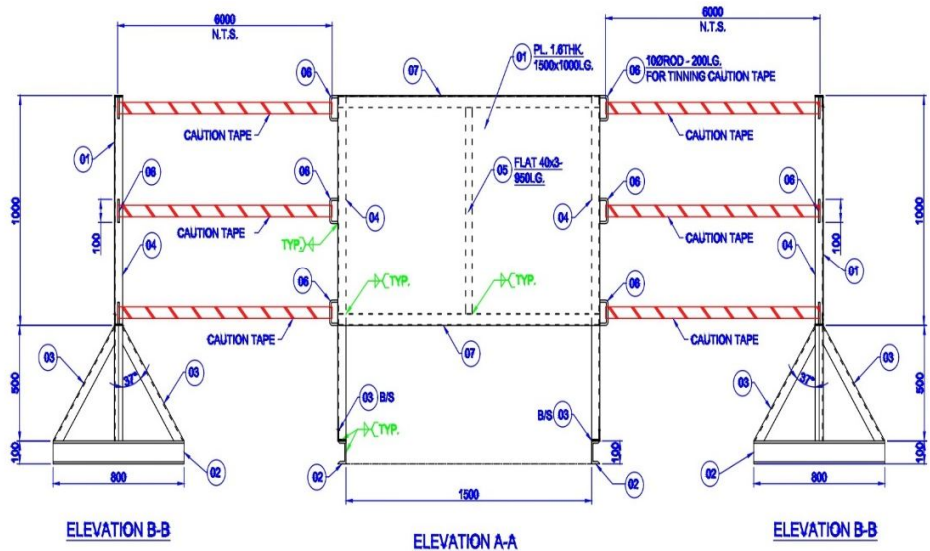 6000
N.T.S.
6000
N.T.S.
06
07
01
PL. 1.6THK.
1500x1000LG.
06
10ØROD - 200LG.
FOR TINNING CAUTION TAPE
CAUTION TAPE
CAUTION TAPE
01
06
06
05
FLAT 40x3-
950LG.
06
06
1000
100
04
CAUTION TAPE
TYP.
04
04
CAUTION TAPE
04
100
01
1000
06
TYP.
TYP.
06
CAUTION TAPE
07
CAUTION TAPE
03
37°
03
03
37°
03
500
03 B/S
TYP.
B/S 03
500
100
02
02
100
02
02
100
100
800
1500
800
ELEVATION B-B
ELEVATION A-A
ELEVATION B-B